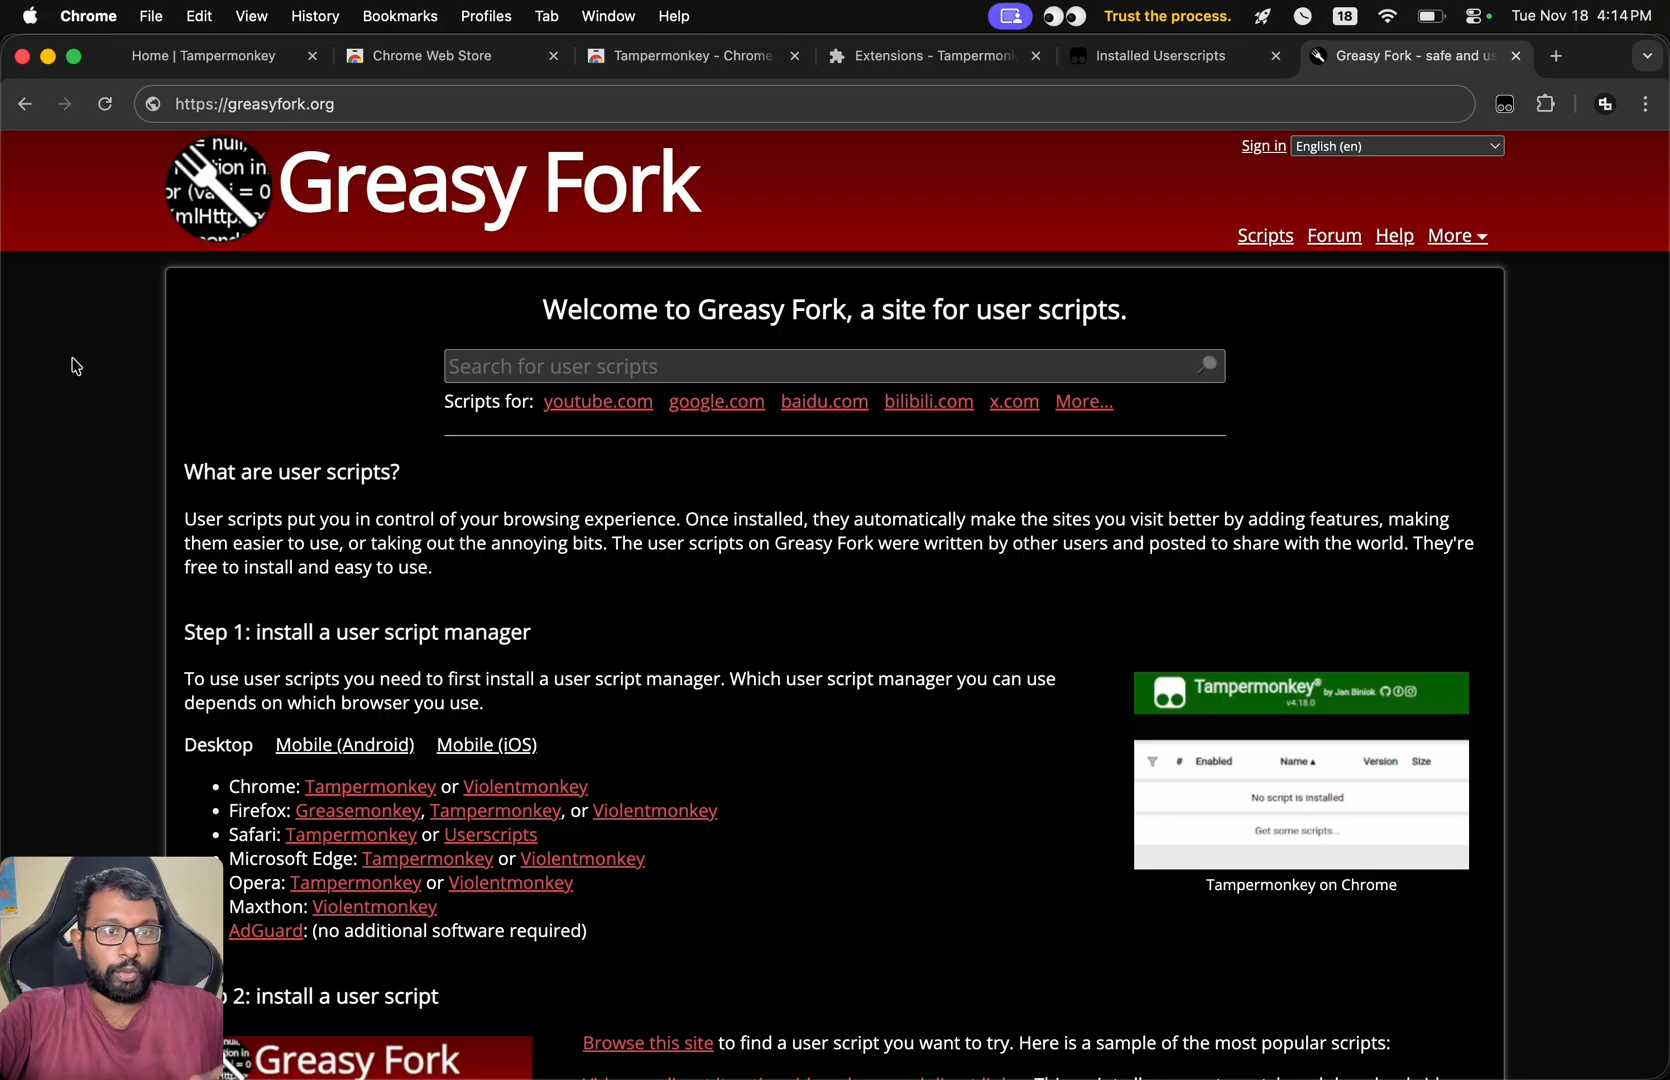 Chrome File Edit View History Bookmarks Profiles Tab Window Help Trust the process. 18 Tue Nov 18 4:14 PM
Home | Tampermonkey Chrome Web Store Tampermonkey - Chrome Extensions - Tampermonk Installed Userscripts Greasy Fork - safe and us
https://greasyfork.org
null,
tion in
or (va i = 0
mlHttp
Greasy Fork
Sign in English (en)
Scripts Forum Help More
Welcome to Greasy Fork, a site for user scripts.
Search for user scripts
Scripts for: youtube.com google.com baidu.com bilibili.com x.com More...
What are user scripts?
User scripts put you in control of your browsing experience. Once installed, they automatically make the sites you visit better by adding features, making
them easier to use, or taking out the annoying bits. The user scripts on Greasy Fork were written by other users and posted to share with the world. They're
free to install and easy to use.
Step 1: install a user script manager
To use user scripts you need to first install a user script manager. Which user script manager you can use
depends on which browser you use.
Desktop Mobile (Android) Mobile (iOS)
• Chrome: Tampermonkey or Violentmonkey
• Firefox: Greasemonkey, Tampermonkey, or Violentmonkey
• Safari: Tampermonkey or Userscripts
Microsoft Edge: Tampermonkey or Violentmonkey
Opera: Tampermonkey or Violentmonkey
Maxthon: Violentmonkey
AdGuard: (no additional software required)
Tampermonkey® by Jan Biniok
v4.18.0
# Enabled Name Version Size
No script is installed
Get some scripts...
Tampermonkey on Chrome
2: install a user script
Greasy Fork
Browse this site to find a user script you want to try. Here is a sample of the most popular scripts: